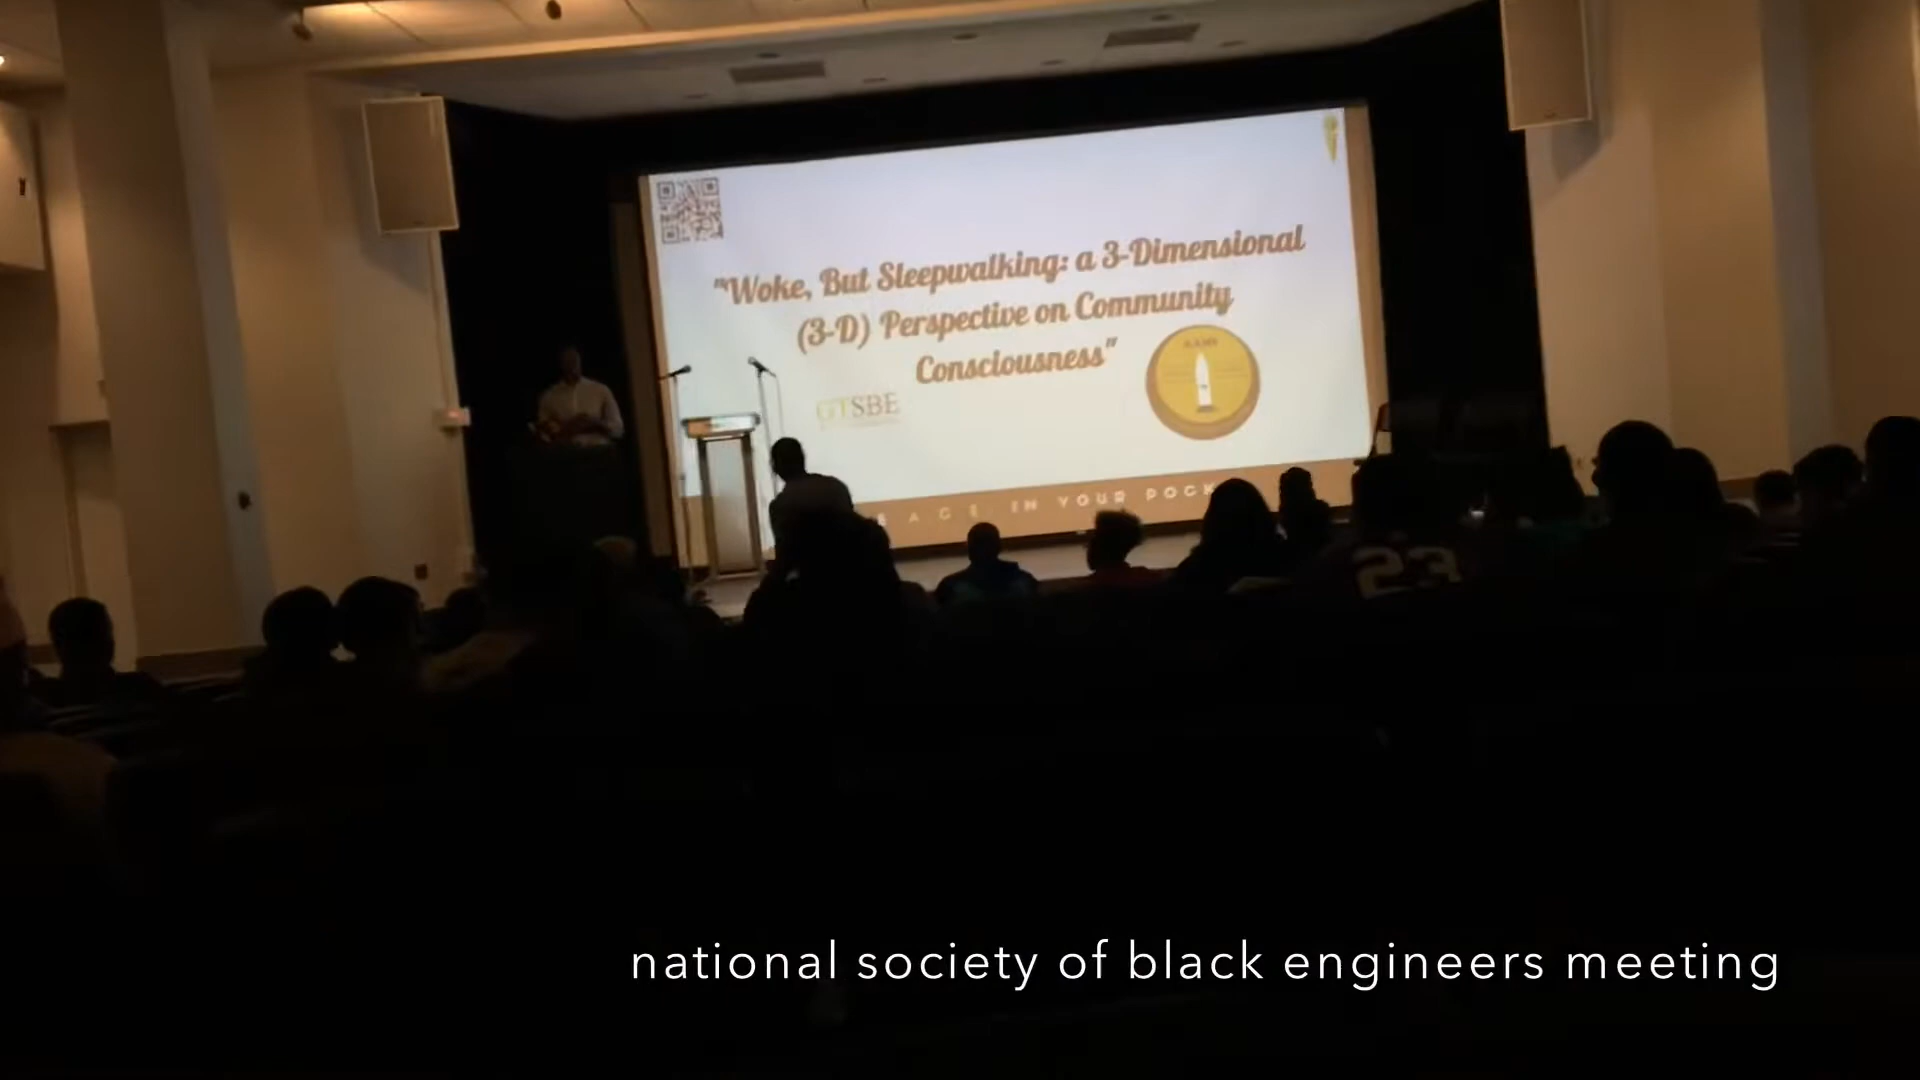 "Woke, But Sleepwalking: a 3-Dimensional
(3-D) Perspective on Community
Consciousness"
GTSBE
IN YOUR POCK
23
national society of black engineers meeting